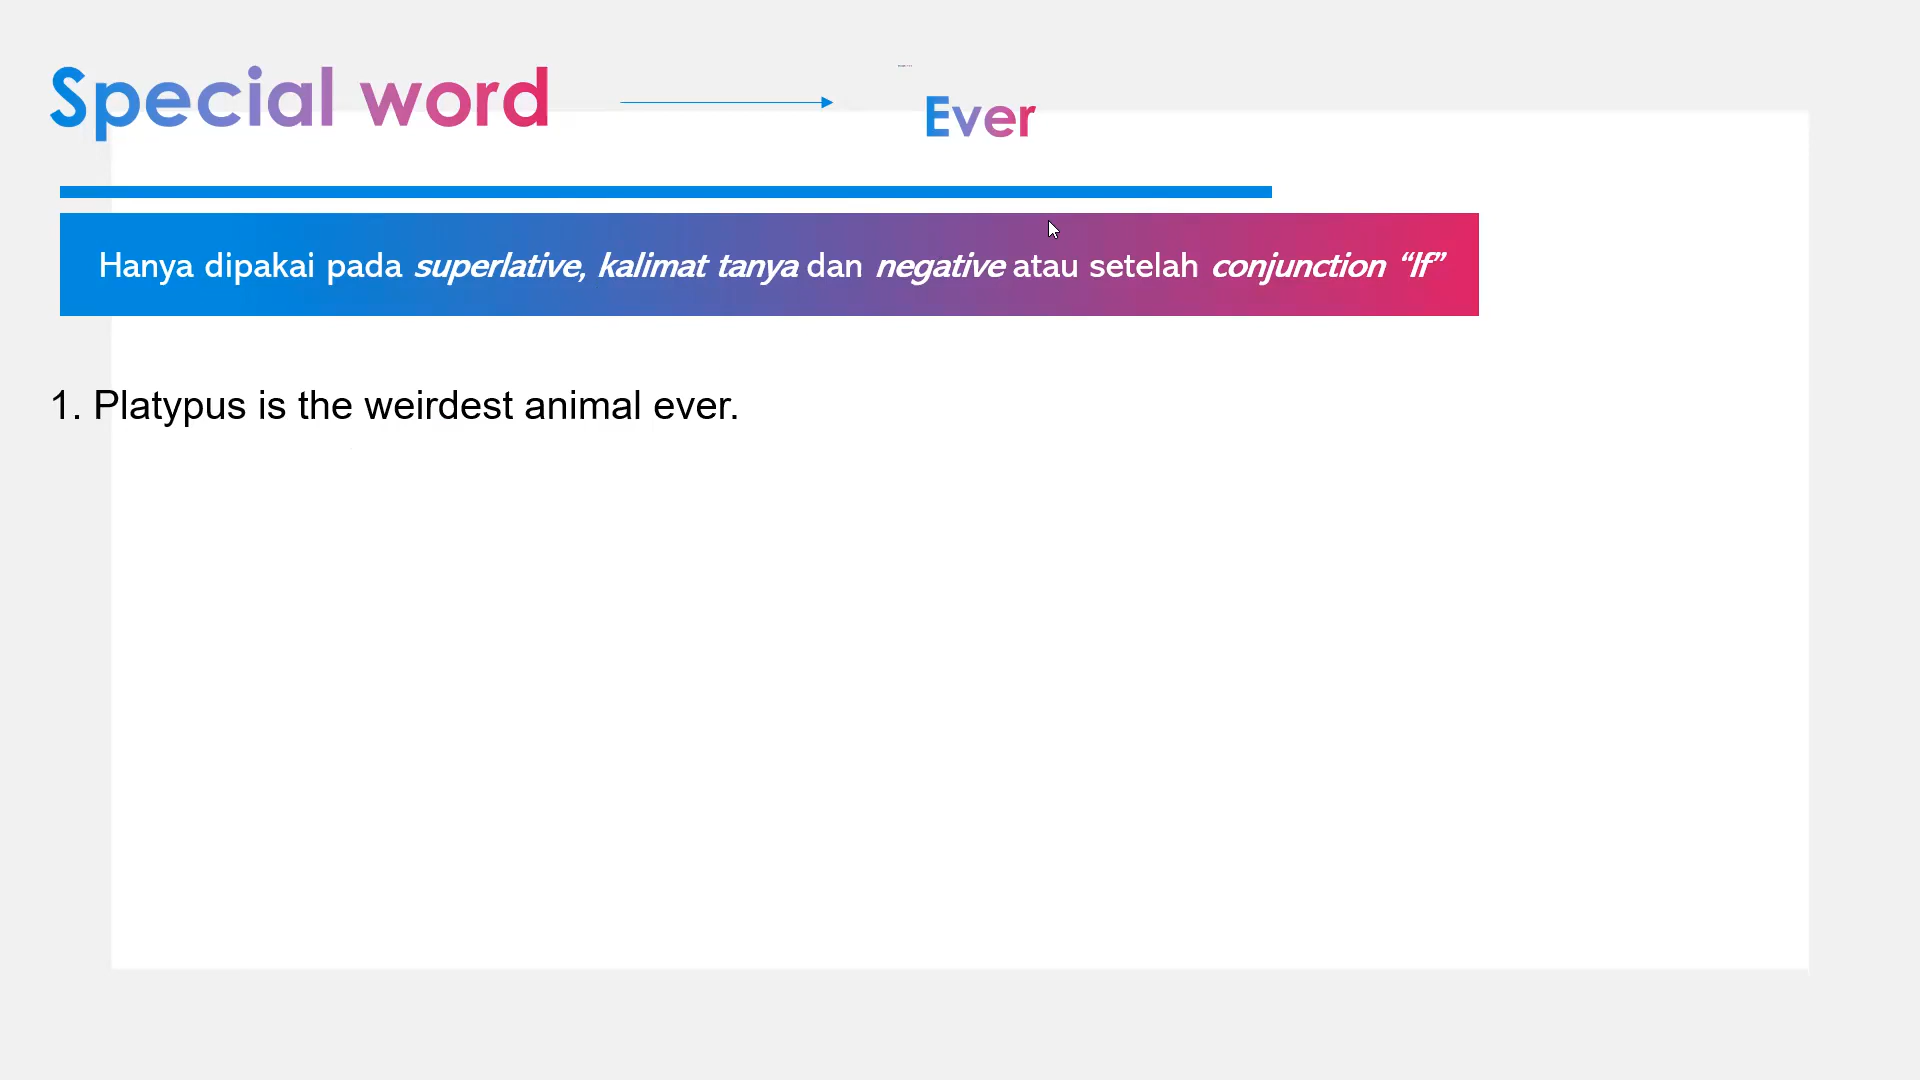 Special word
Ever
Hanya dipakai pada superlative, kalimat tanya dan negative atau setelah conjunction “If”
1. Platypus is the weirdest animal ever.